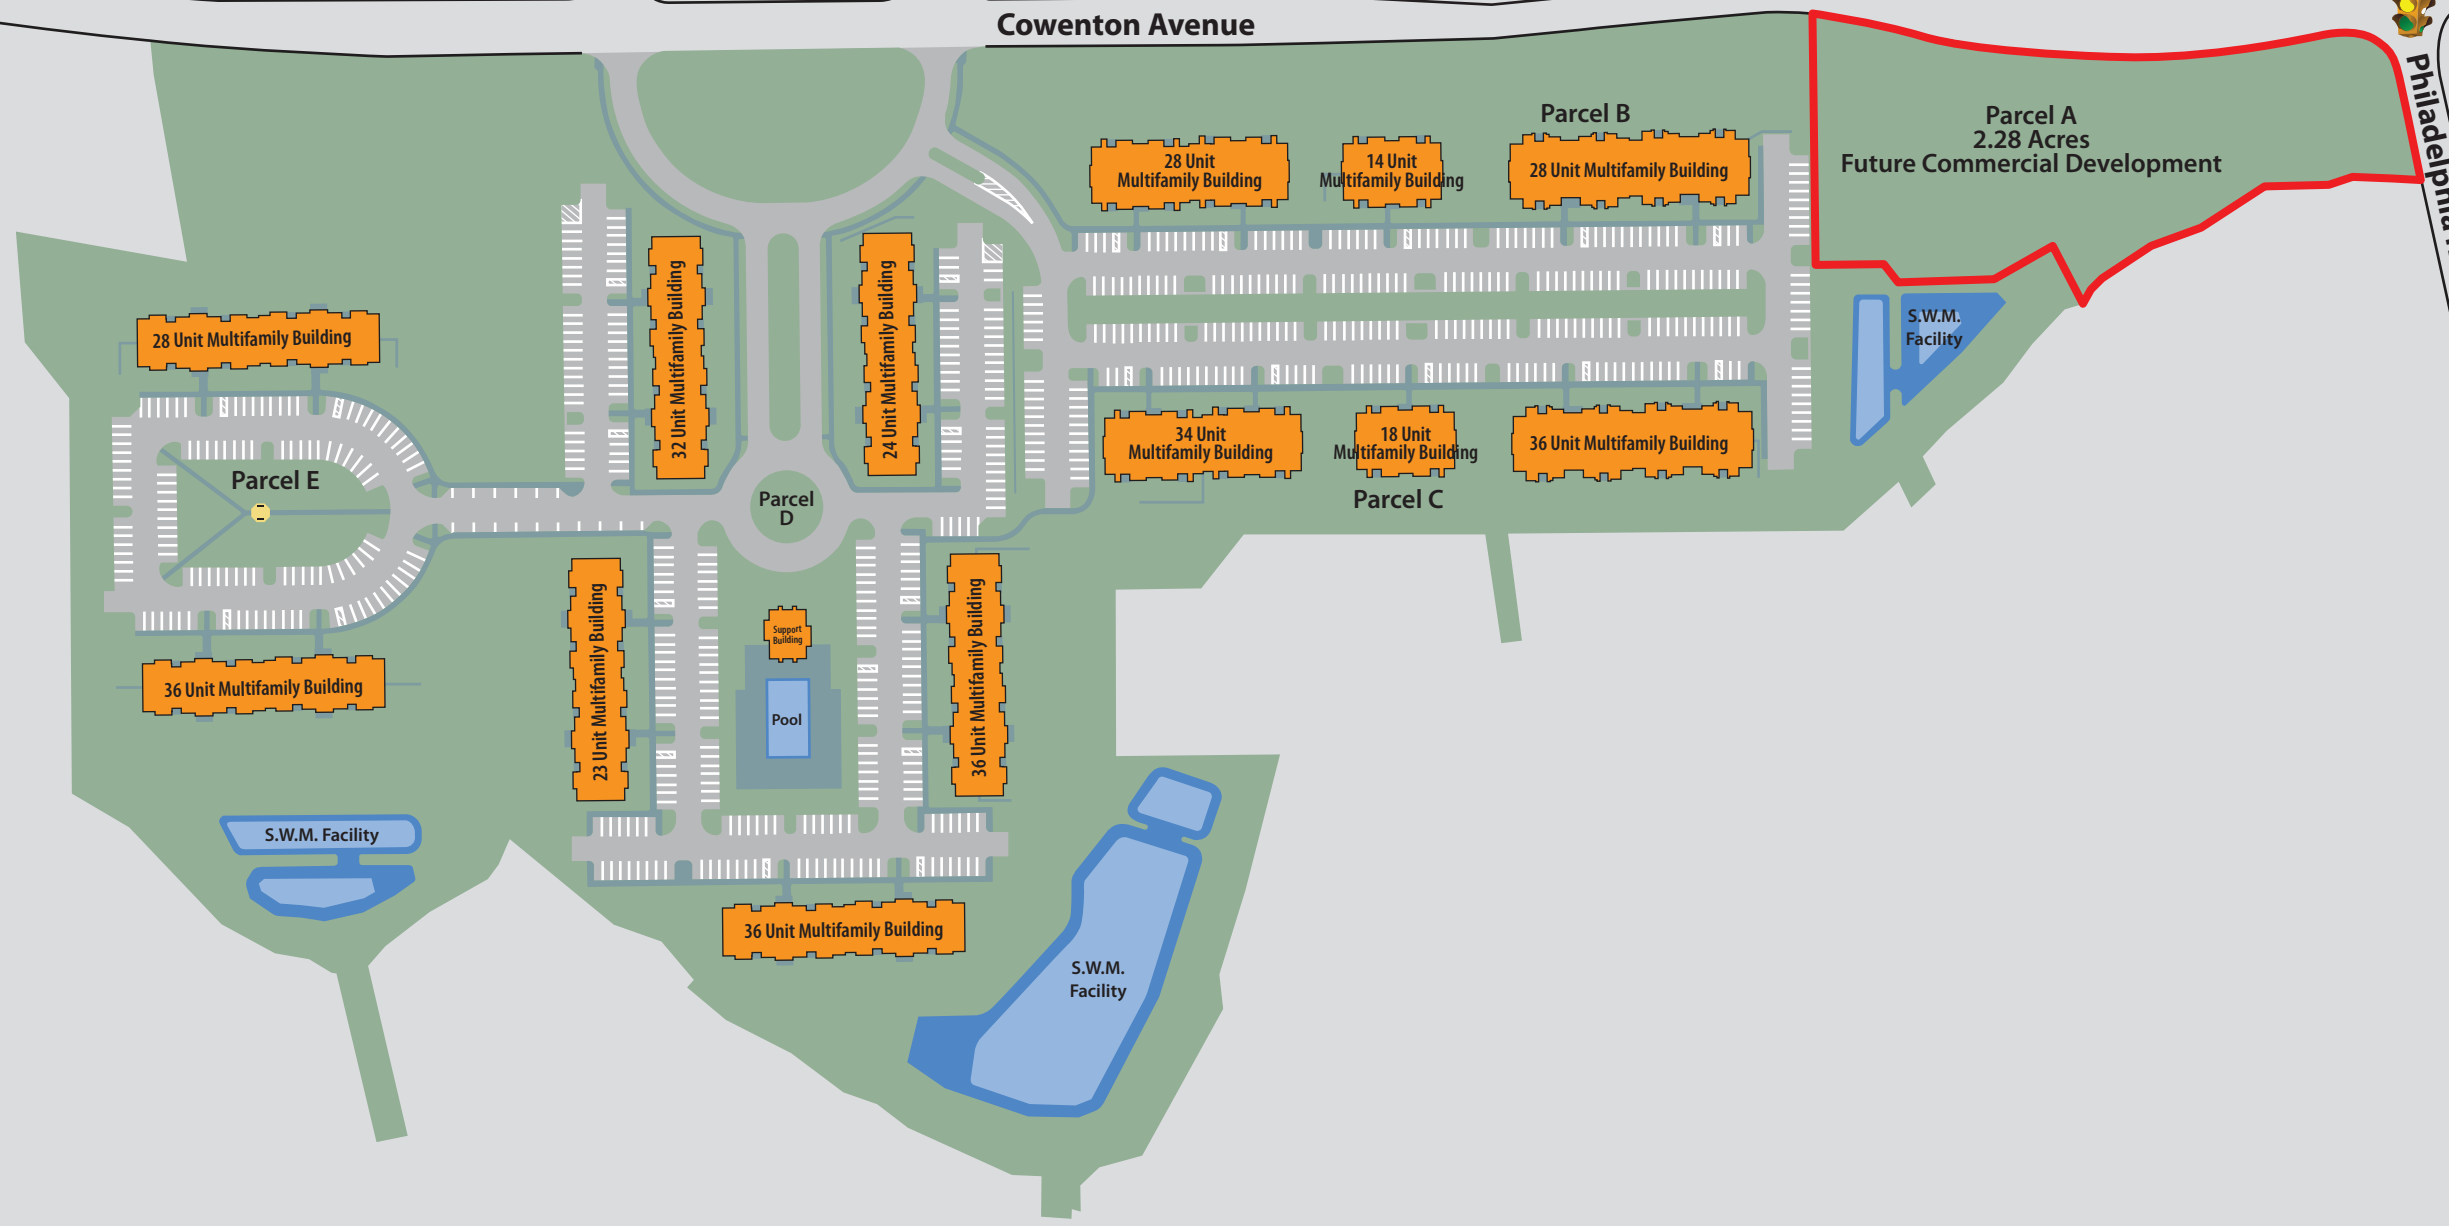 Cowenton Avenue
Philadelphia
Parcel A
2.28 Acres
Future Commercial Development
Parcel B
28 Unit
Multifamily Building
14 Unit
Multifamily Building
28 Unit Multifamily Building
S.W.M.
Facility
32 Unit Multifamily Building
24 Unit Multifamily Building
28 Unit Multifamily Building
34 Unit
Multifamily Building
18 Unit
Multifamily Building
36 Unit Multifamily Building
Parcel C
Parcel E
Parcel
D
23 Unit Multifamily Building
36 Unit Multifamily Building
Support
Building
Pool
36 Unit Multifamily Building
S.W.M. Facility
36 Unit Multifamily Building
S.W.M.
Facility